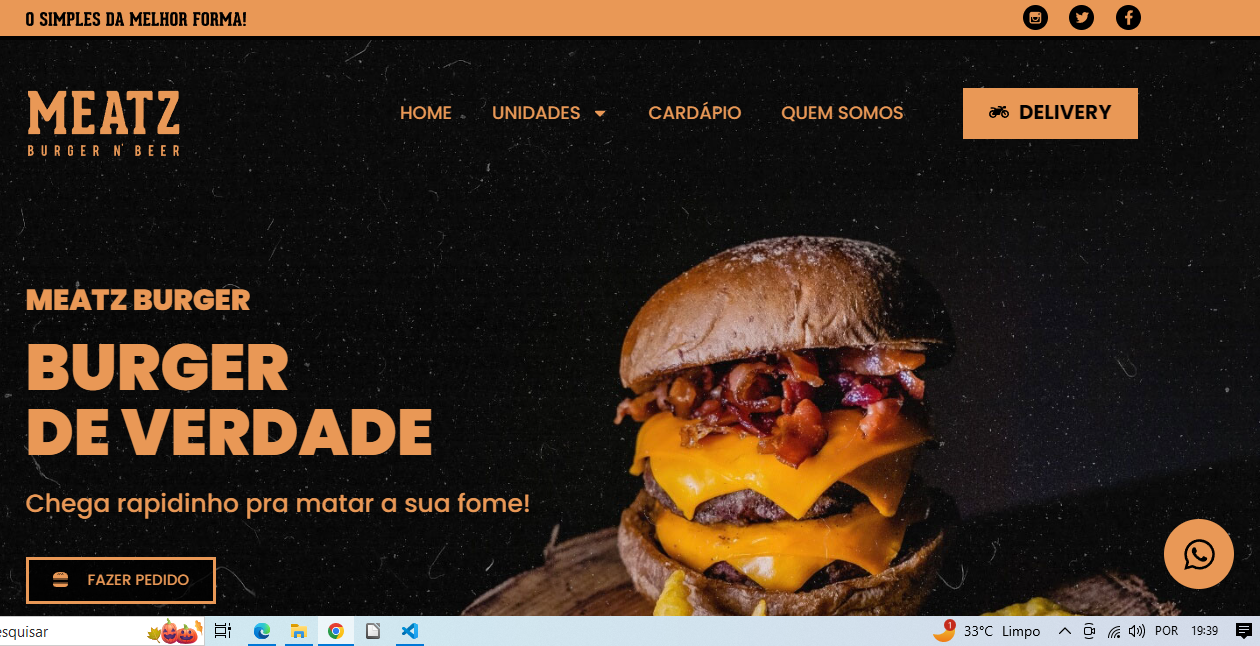 O SIMPLES DA MELHOR FORMA!
MEATZ
BURGER N' BEER
HOME
UNIDADES
CARDÁPIO
QUEM SOMOS
DELIVERY
MEATZ BURGER
BURGER
DE VERDADE
Chega rapidinho pra matar a sua fome!
FAZER PEDIDO
esquisar
1
33°C Limpo
POR
19:39